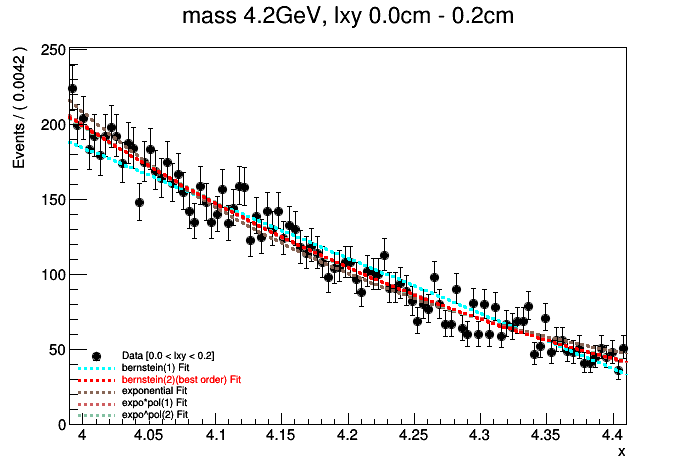 mass 4.2GeV, lxy 0.0cm - 0.2cm
Events / ( 0.0042 )
250
200
150
100
50
0
Data [0.0 < lxy < 0.2]
bernstein(1) Fit
bernstein(2)(best order) Fit
exponential Fit
expo*pol(1) Fit
expo^pol(2) Fit
4 4.05 4.1 4.15 4.2 4.25 4.3 4.35 4.4
x